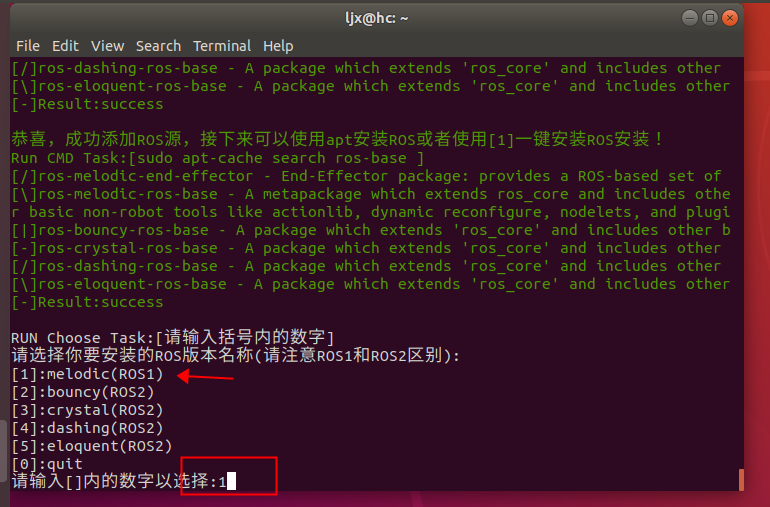 ljx@hc: ~
File Edit View Search Terminal Help
[/]ros-dashing-ros-base - A package which extends 'ros_core' and includes other
[\]ros-eloquent-ros-base - A package which extends 'ros_core' and includes other
[-]Result:success
恭喜，成功添加ROS源，接下来可以使用apt安装ROS或者使用[1]一键安装ROS安装！
Run CMD Task:[sudo apt-cache search ros-base ]
[/]ros-melodic-end-effector - End-Effector package: provides a ROS-based set of
[\]ros-melodic-ros-base - A metapackage which extends ros_core and includes othe
r basic non-robot tools like actionlib, dynamic reconfigure, nodelets, and plugi
[|]ros-bouncy-ros-base - A package which extends 'ros_core' and includes other b
[-]ros-crystal-ros-base - A package which extends 'ros_core' and includes other
[/]ros-dashing-ros-base - A package which extends 'ros_core' and includes other
[\]ros-eloquent-ros-base - A package which extends 'ros_core' and includes other
[-]Result:success
RUN Choose Task:[请输入括号内的数字]
请选择你要安装的ROS版本名称(请注意ROS1和ROS2区别):
[1]:melodic(ROS1)
[2]:bouncy(ROS2)
[3]:crystal(ROS2)
[4]:dashing(ROS2)
[5]:eloquent(ROS2)
[0]:quit
请输入[]内的数字以选择:1